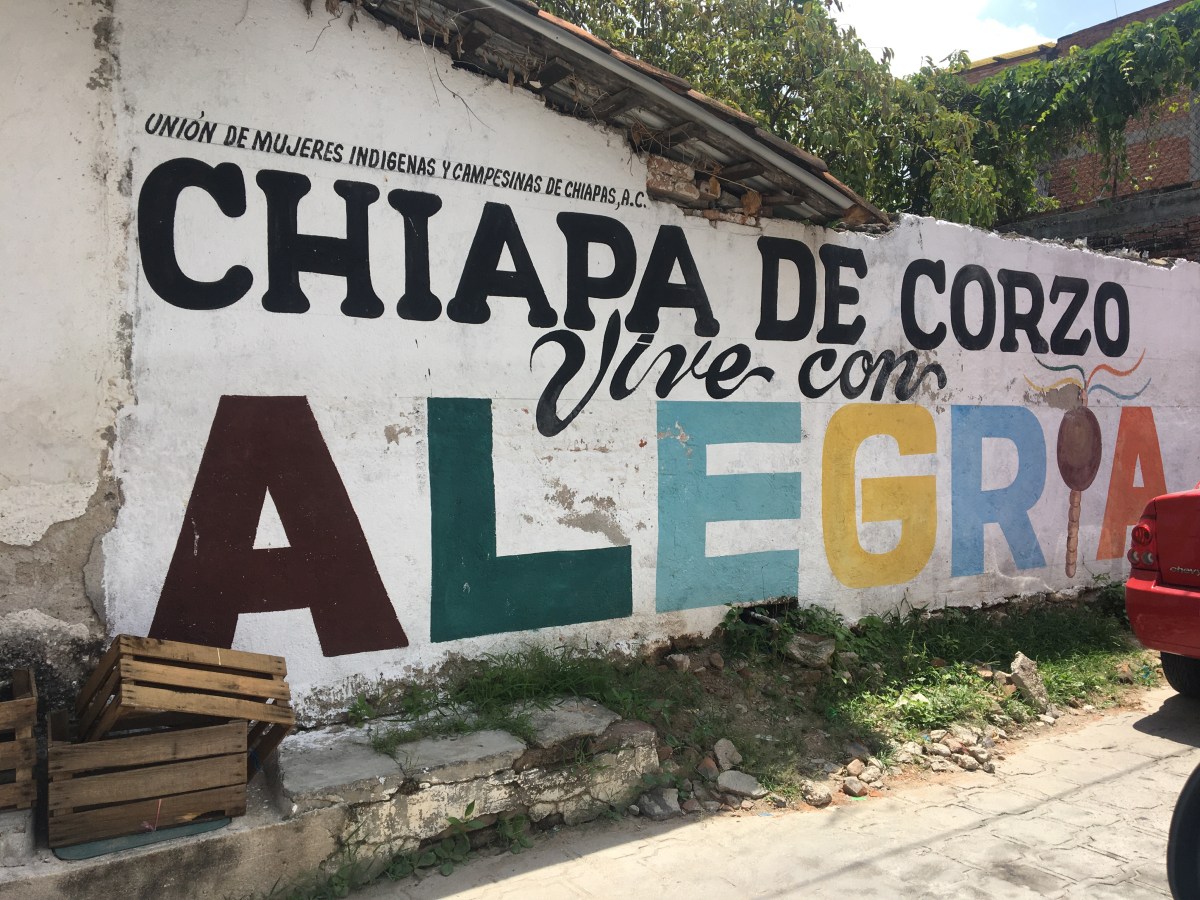 UNIÓN DE MUJERES INDIGENAS Y CAMPESINAS DE CHIAPAS, A.C.
CHIAPA DE CORZO
Vive con
ALEGRIA